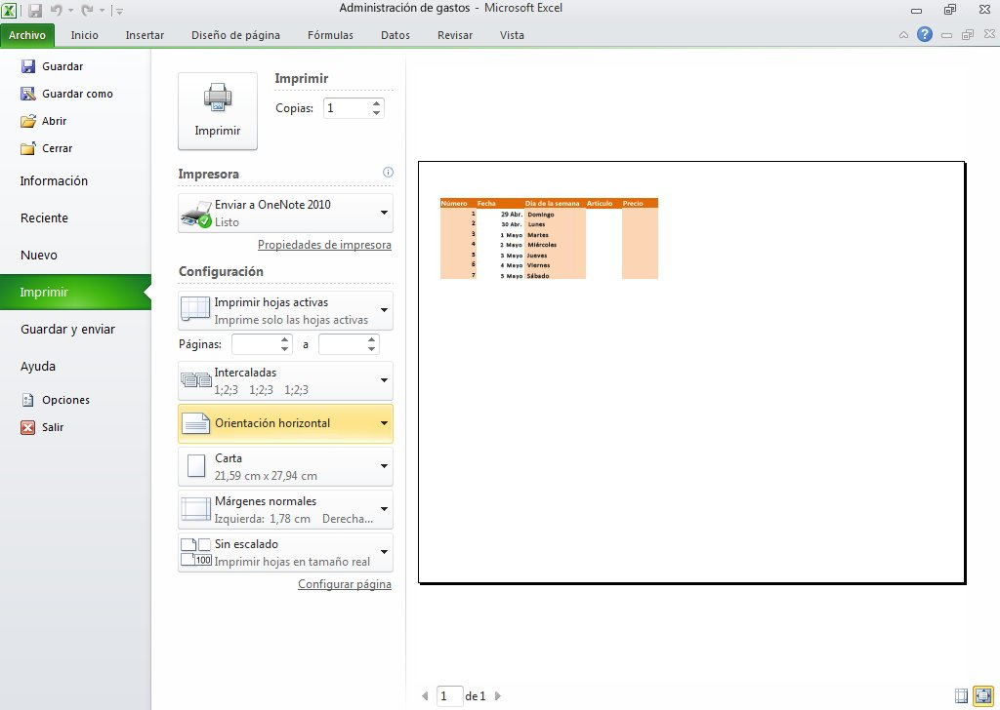 Administración de gastos - Microsoft Excel
Archivo Inicio Insertar Diseño de página Fórmulas Datos Revisar Vista
Guardar
Guardar como
Abrir
Cerrar
Información
Reciente
Nuevo
Imprimir
Guardar y enviar
Ayuda
Opciones
Salir
Imprimir
Imprimir
Copias: 1
Impresora
Enviar a OneNote 2010
Listo
Propiedades de impresora
Configuración
Imprimir hojas activas
Imprime solo las hojas activas
Páginas: a
Intercaladas
1;2;3 1;2;3 1;2;3
Orientación horizontal
Carta
21,59 cm x 27,94 cm
Márgenes normales
Izquierda: 1,78 cm Derecha...
Sin escalado
100
Imprimir hojas en tamaño real
Configurar página
Número Fecha Día de la semana Artículo Precio
1 29 Abr. Domingo
2 30 Abr. Lunes
3 1 Mayo Martes
4 2 Mayo Miércoles
5 3 Mayo Jueves
6 4 Mayo Viernes
7 5 Mayo Sábado
1 de 1